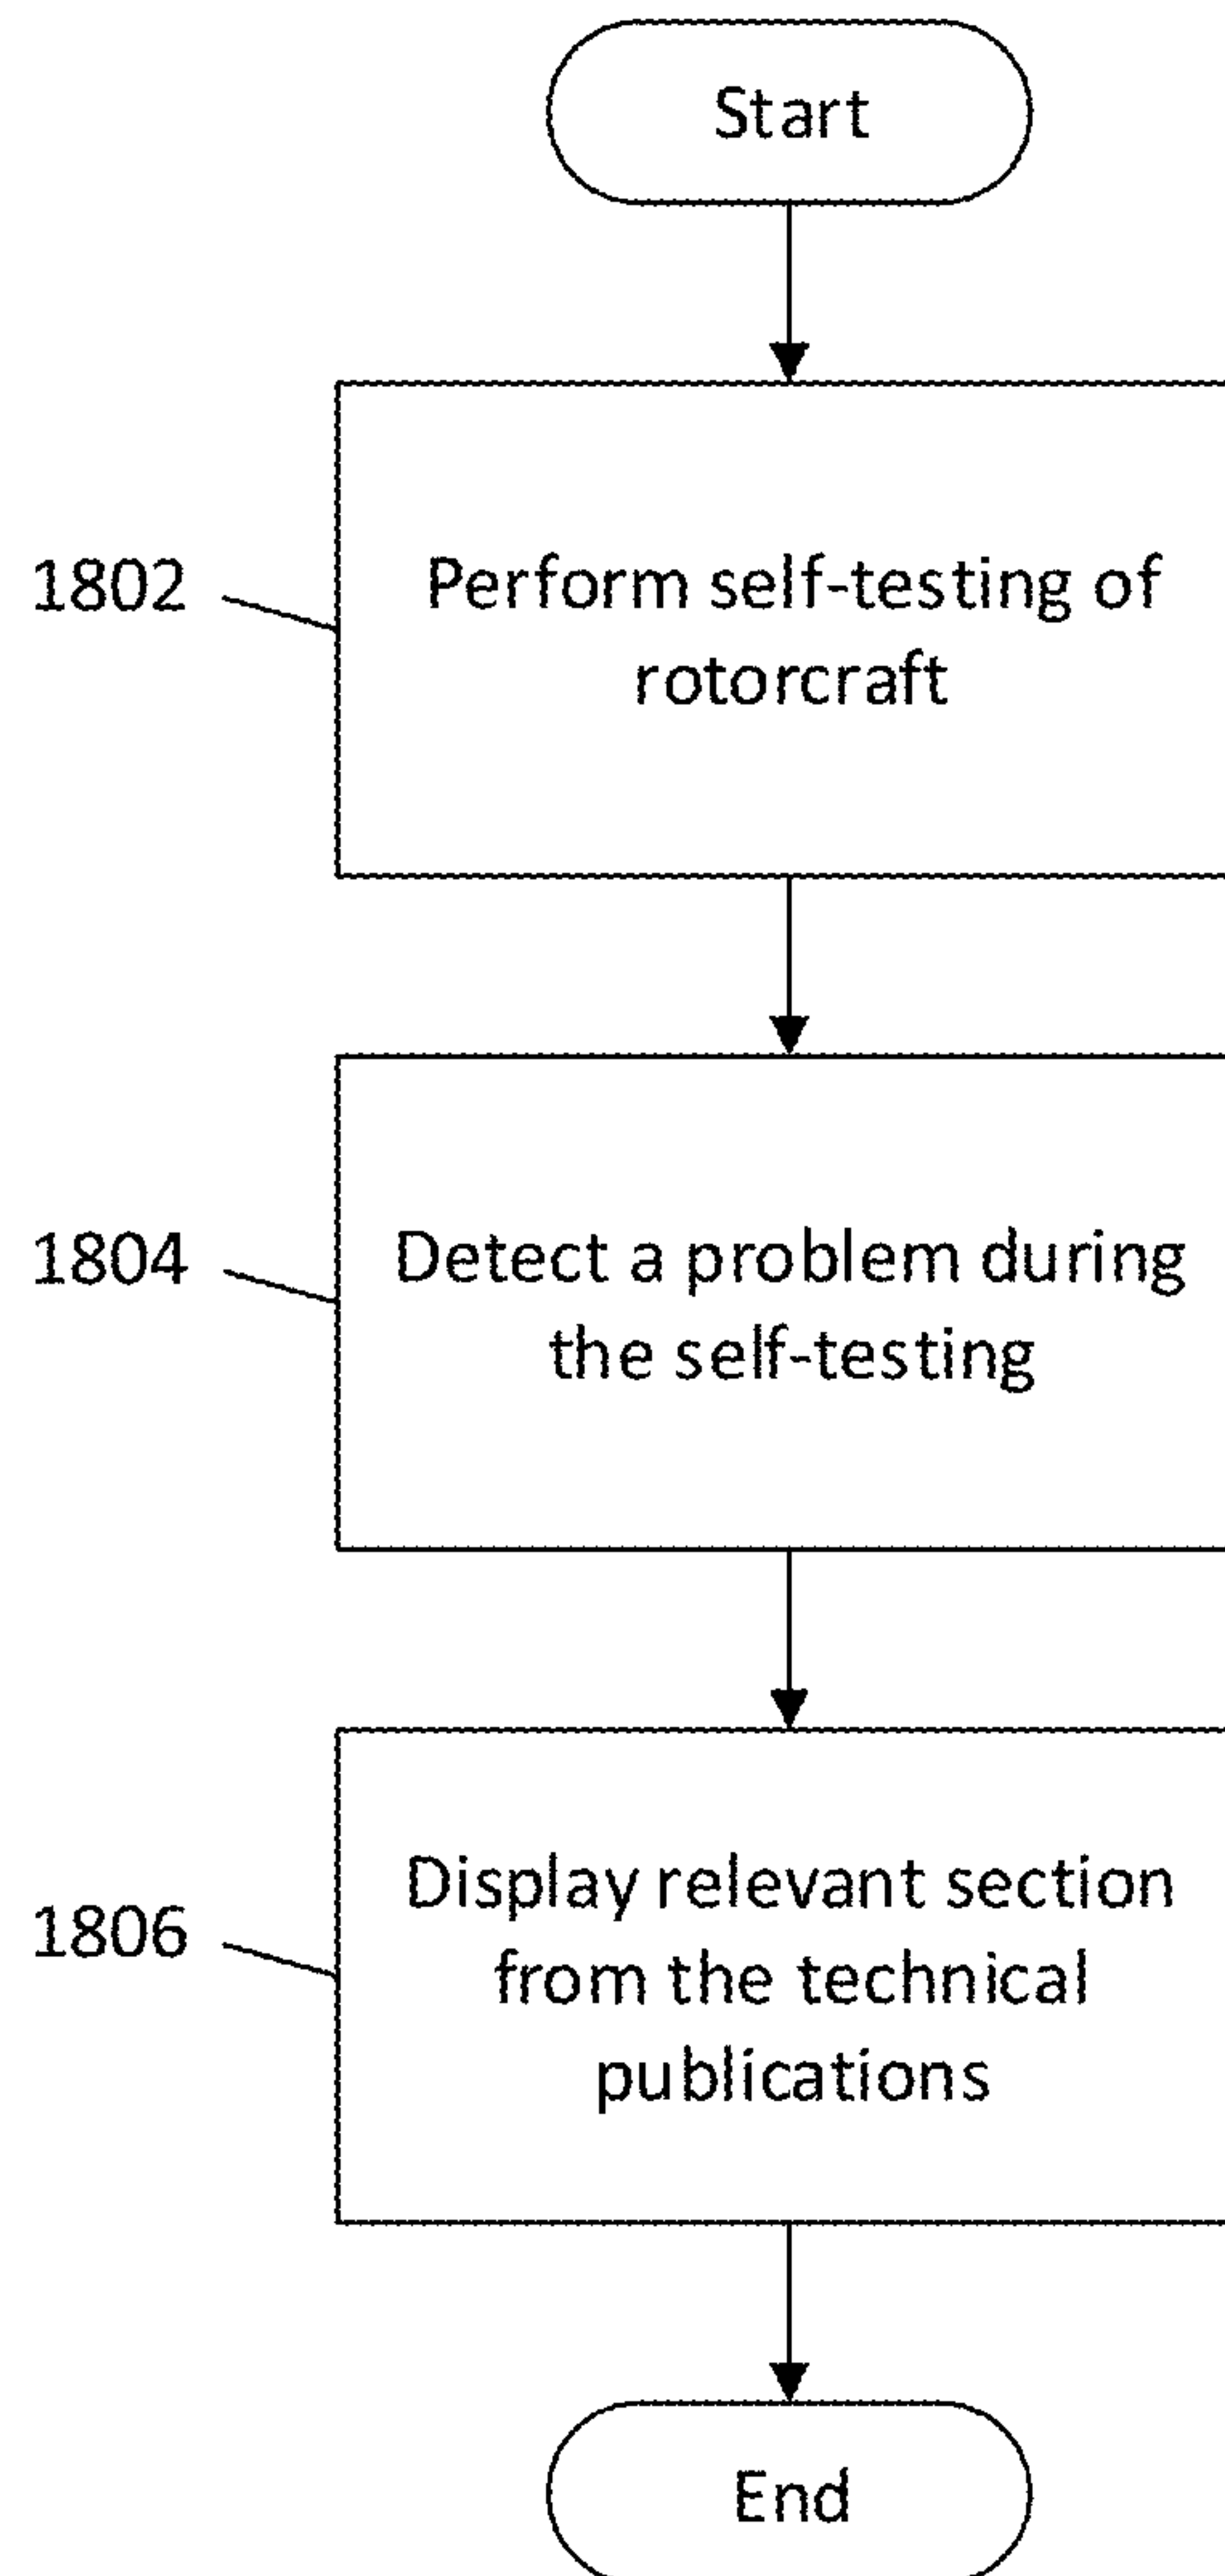 Start
1802
Perform self-testing of
rotorcraft
1804
Detect a problem during
the self-testing
1806
Display relevant section
from the technical
publications
End